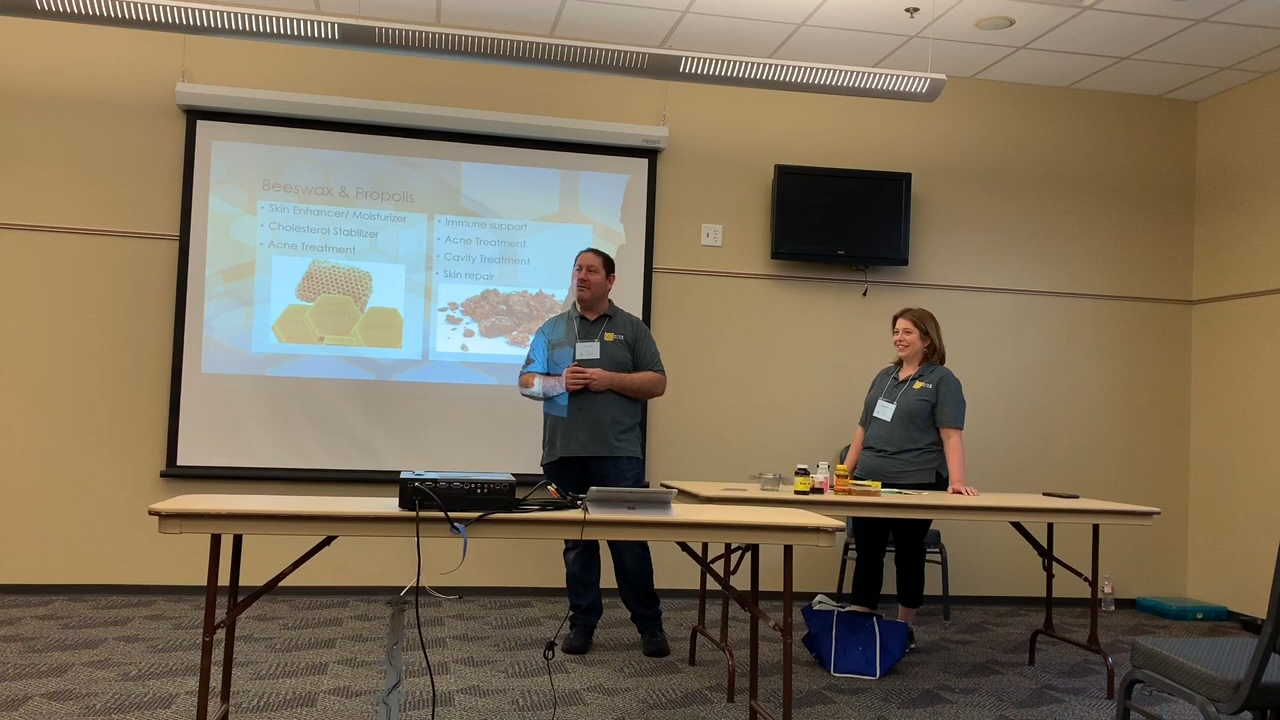 Beeswax & Propolis
• Skin Enhancer/ Moisturizer
• Cholesterol Stabilizer
• Acne Treatment
• Immune support
• Acne Treatment
• Cavity Treatment
• Skin repair